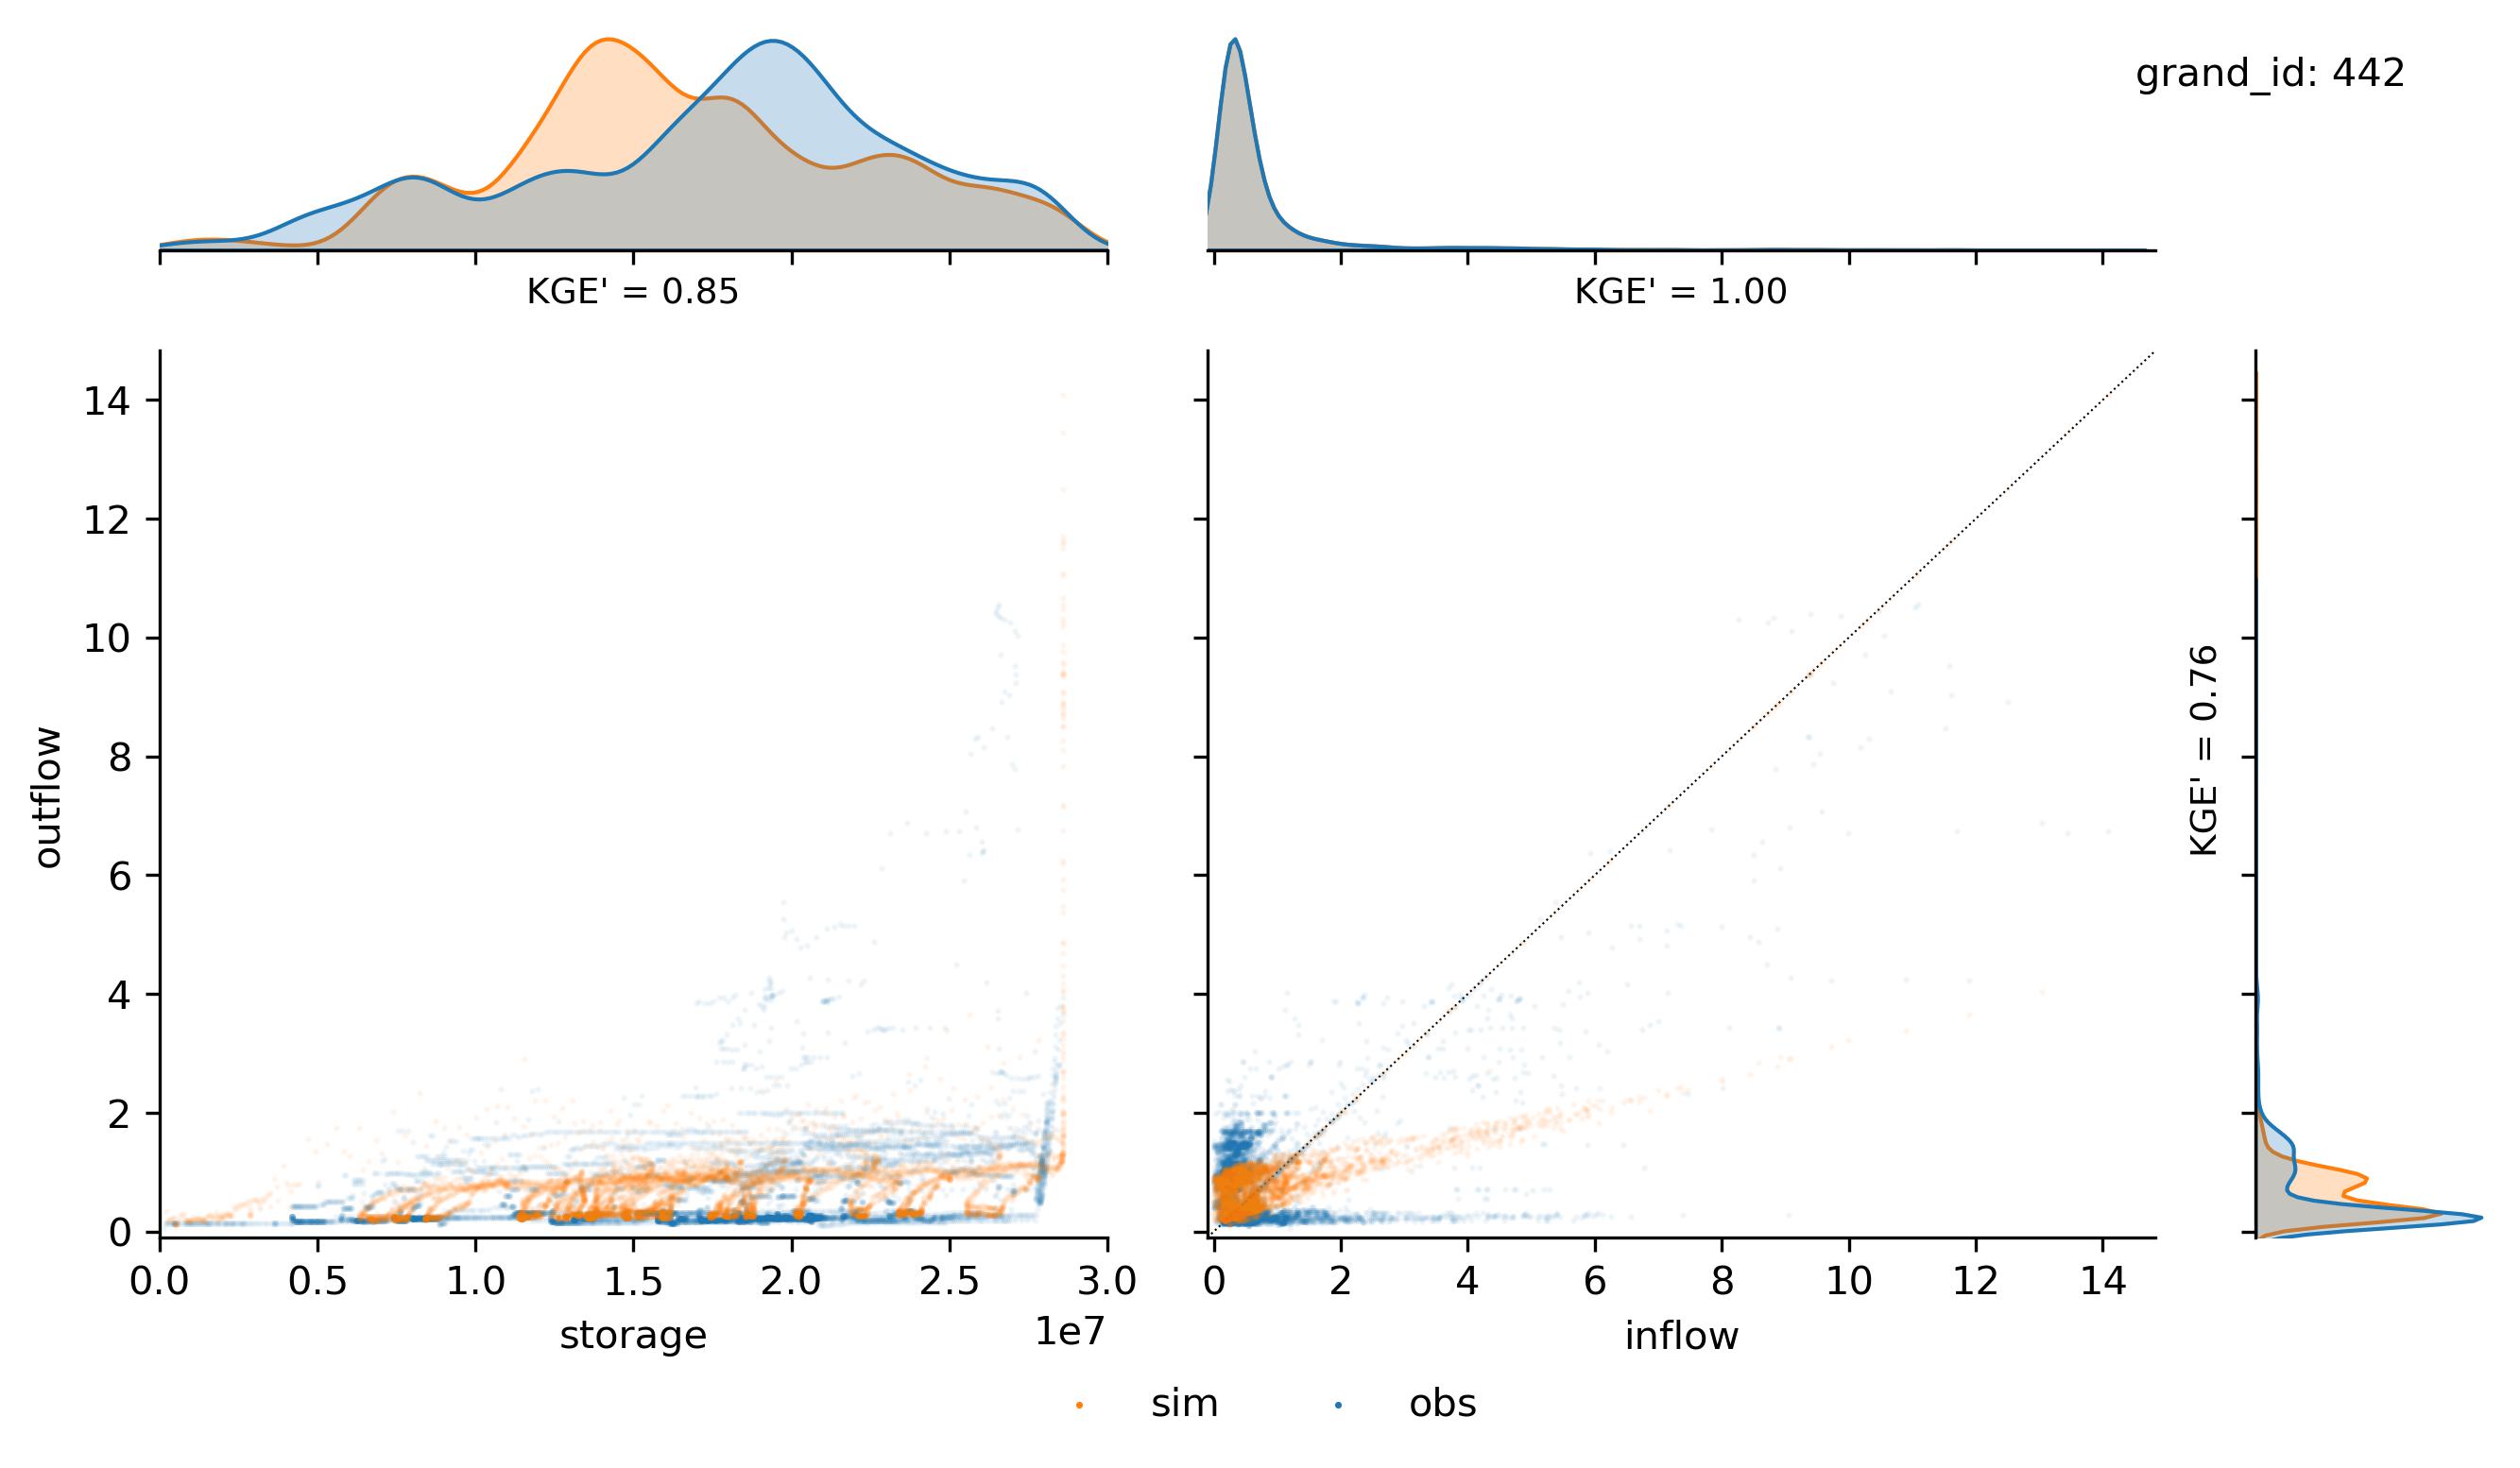 grand_id: 442
KGE' = 0.85
KGE' = 1.00
14
12
10
8
6
4
2
0
outflow
KGE' = 0.76
0.0 0.5 1.0 1.5 2.0 2.5 3.0
0 2 4 6 8 10 12 14
1e7
storage
inflow
sim obs